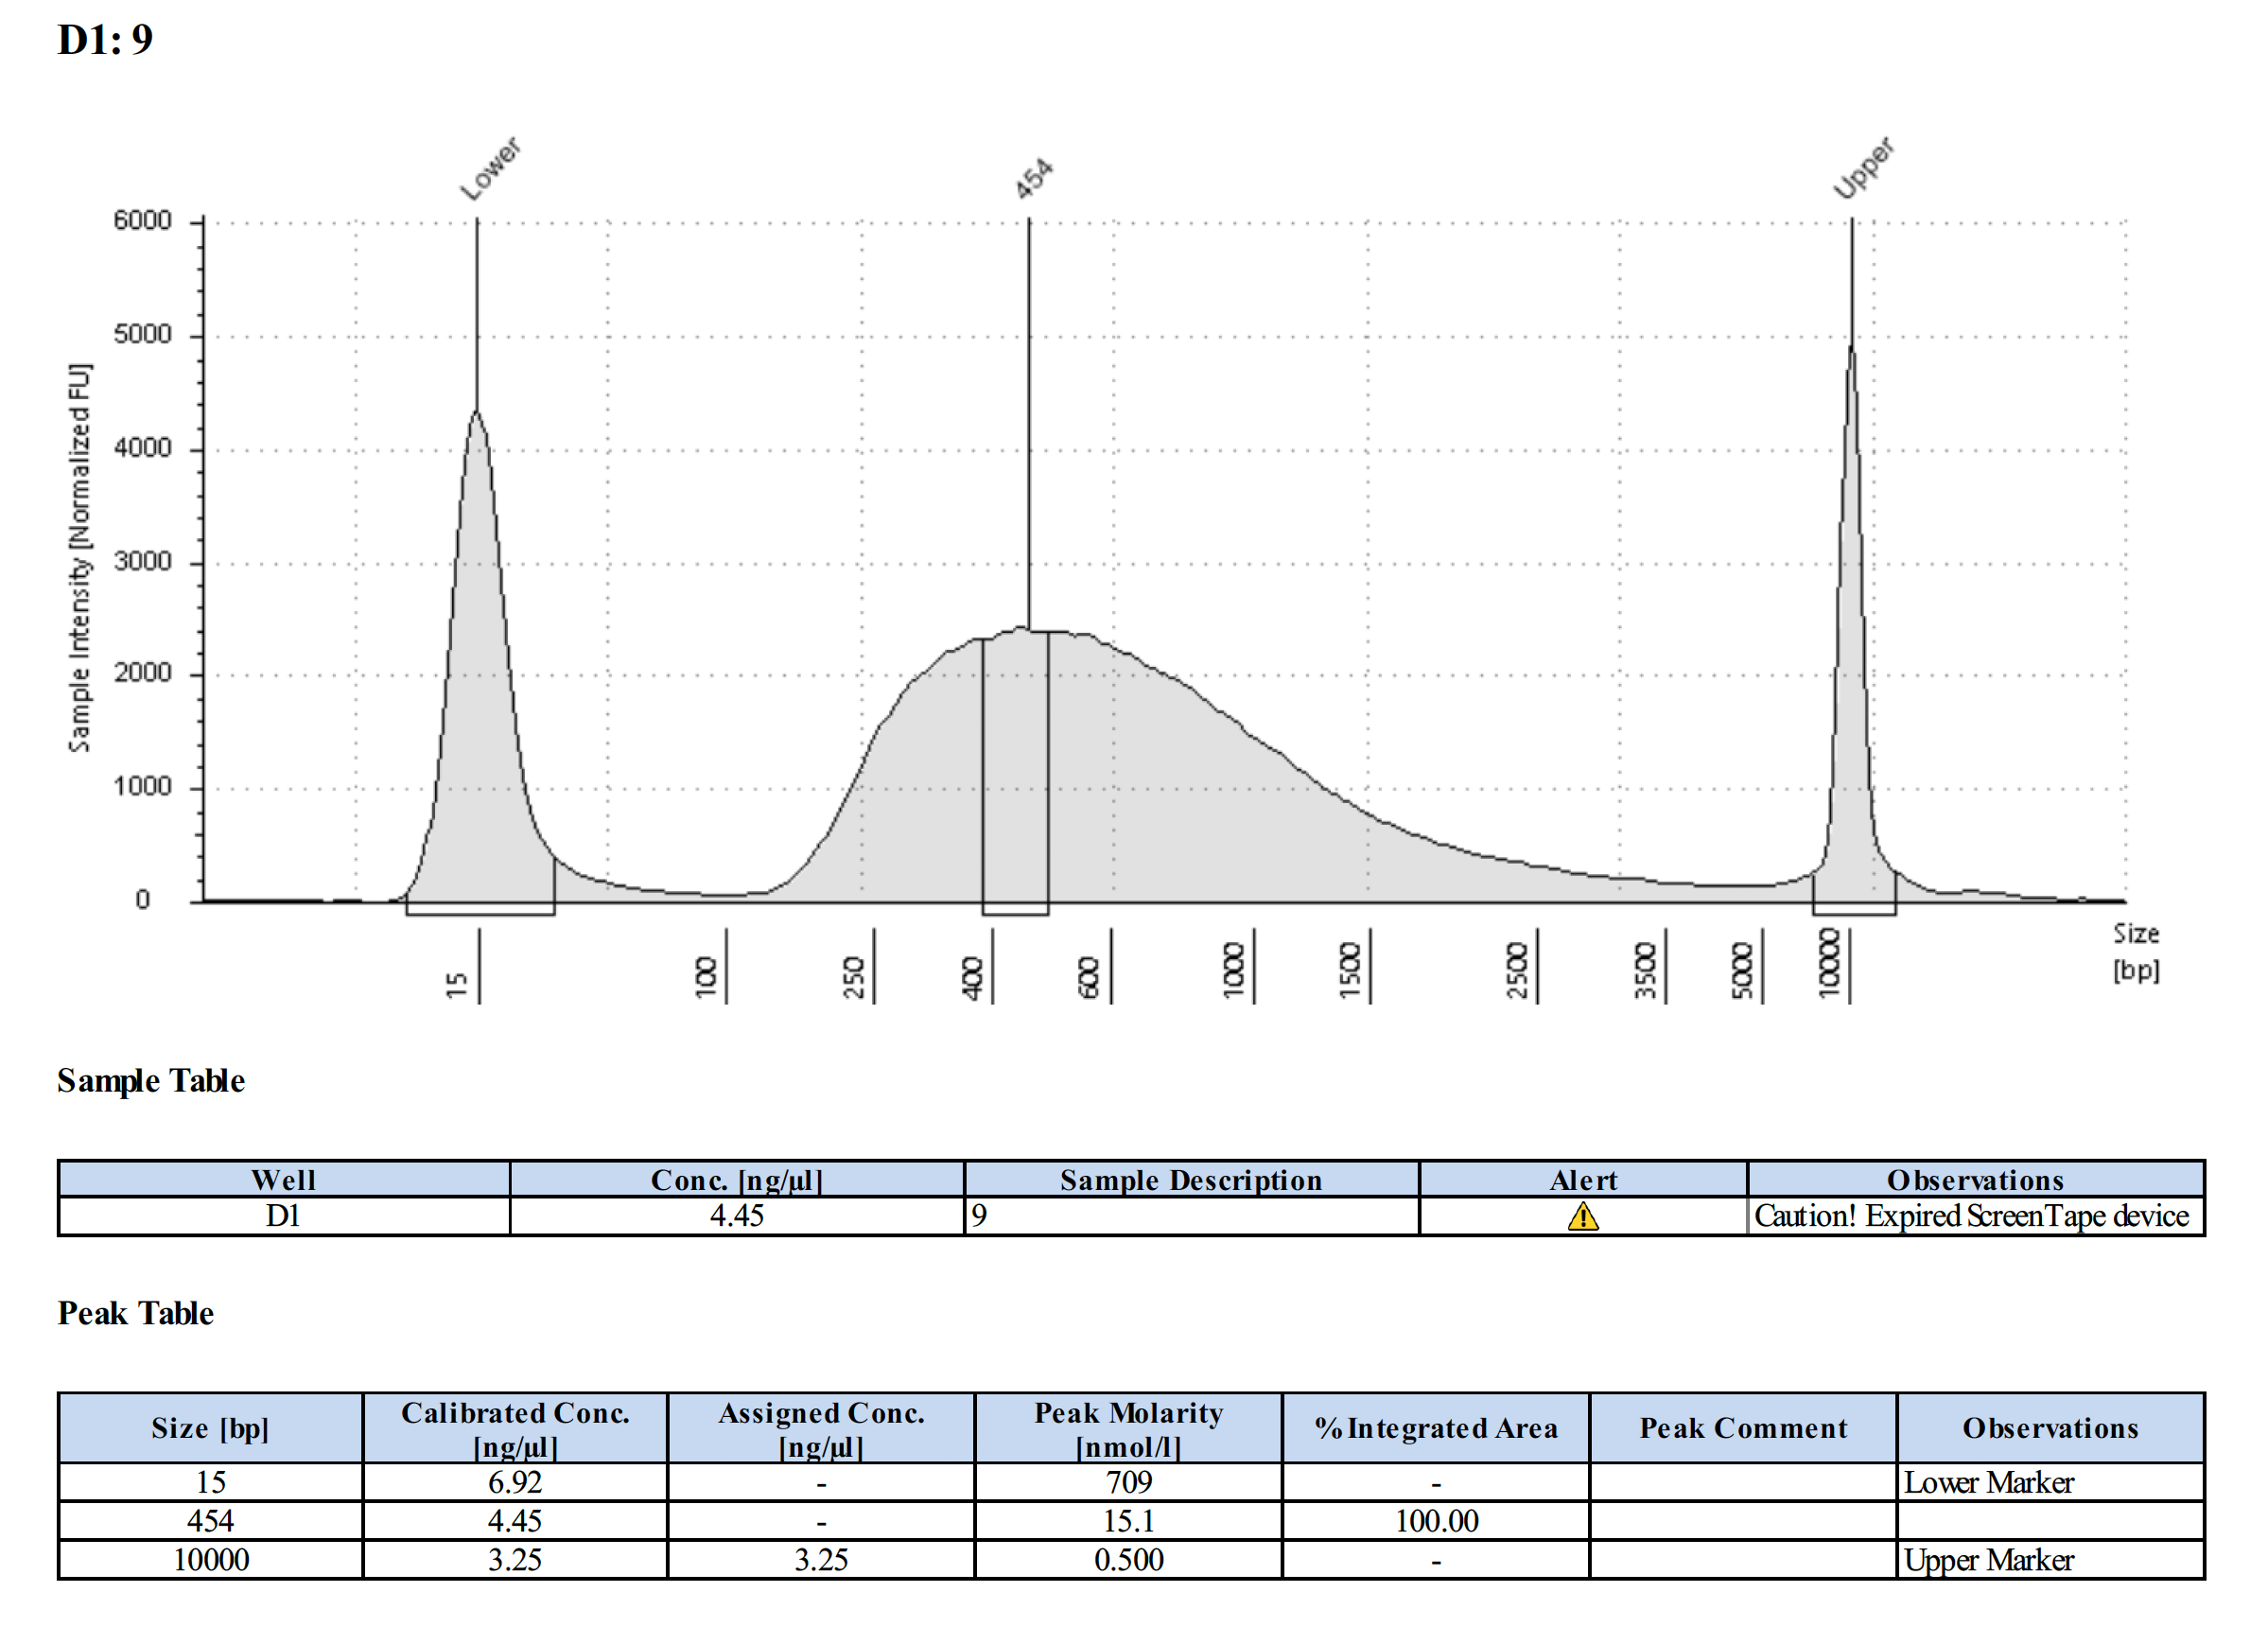 D1: 9
Lower
454
Upper
6000
5000
4000
3000
2000
1000
0
Sample Intensity [Normalized FU]
15
100
250
400
600
1000
1500
2500
3500
5000
10000
Size
[bp]
Sample Table
Well Conc. [ng/µl] Sample Description Alert Observations
D1 4.45 9 Caution! Expired ScreenTape device
Peak Table
Size [bp] Calibrated Conc. [ng/µl] Assigned Conc. [ng/µl] Peak Molarity [nmol/l] % Integrated Area Peak Comment Observations
15 6.92 - 709 - Lower Marker
454 4.45 - 15.1 100.00
10000 3.25 3.25 0.500 - Upper Marker